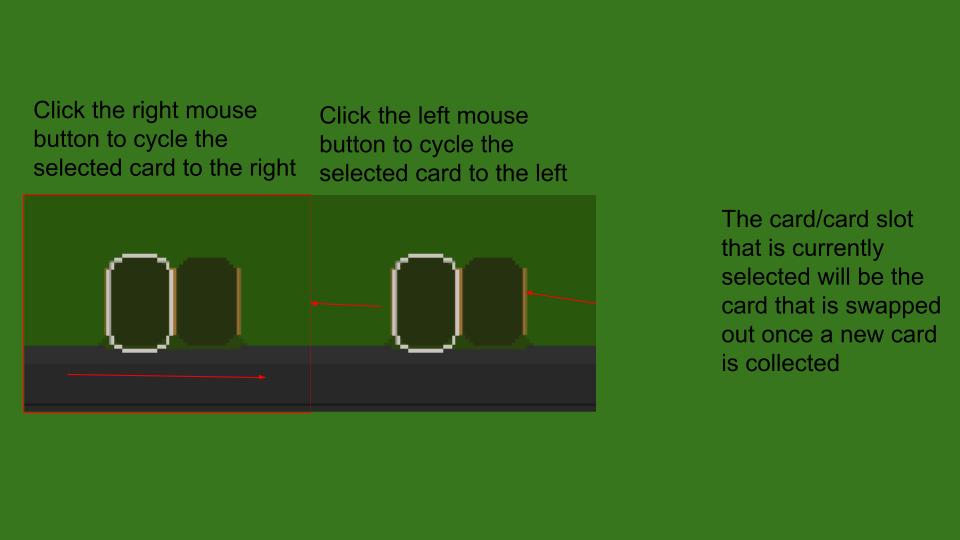 Click the right mouse
button to cycle the
selected card to the right
Click the left mouse
button to cycle the
selected card to the left
The card/card slot
that is currently
selected will be the
card that is swapped
out once a new card
is collected